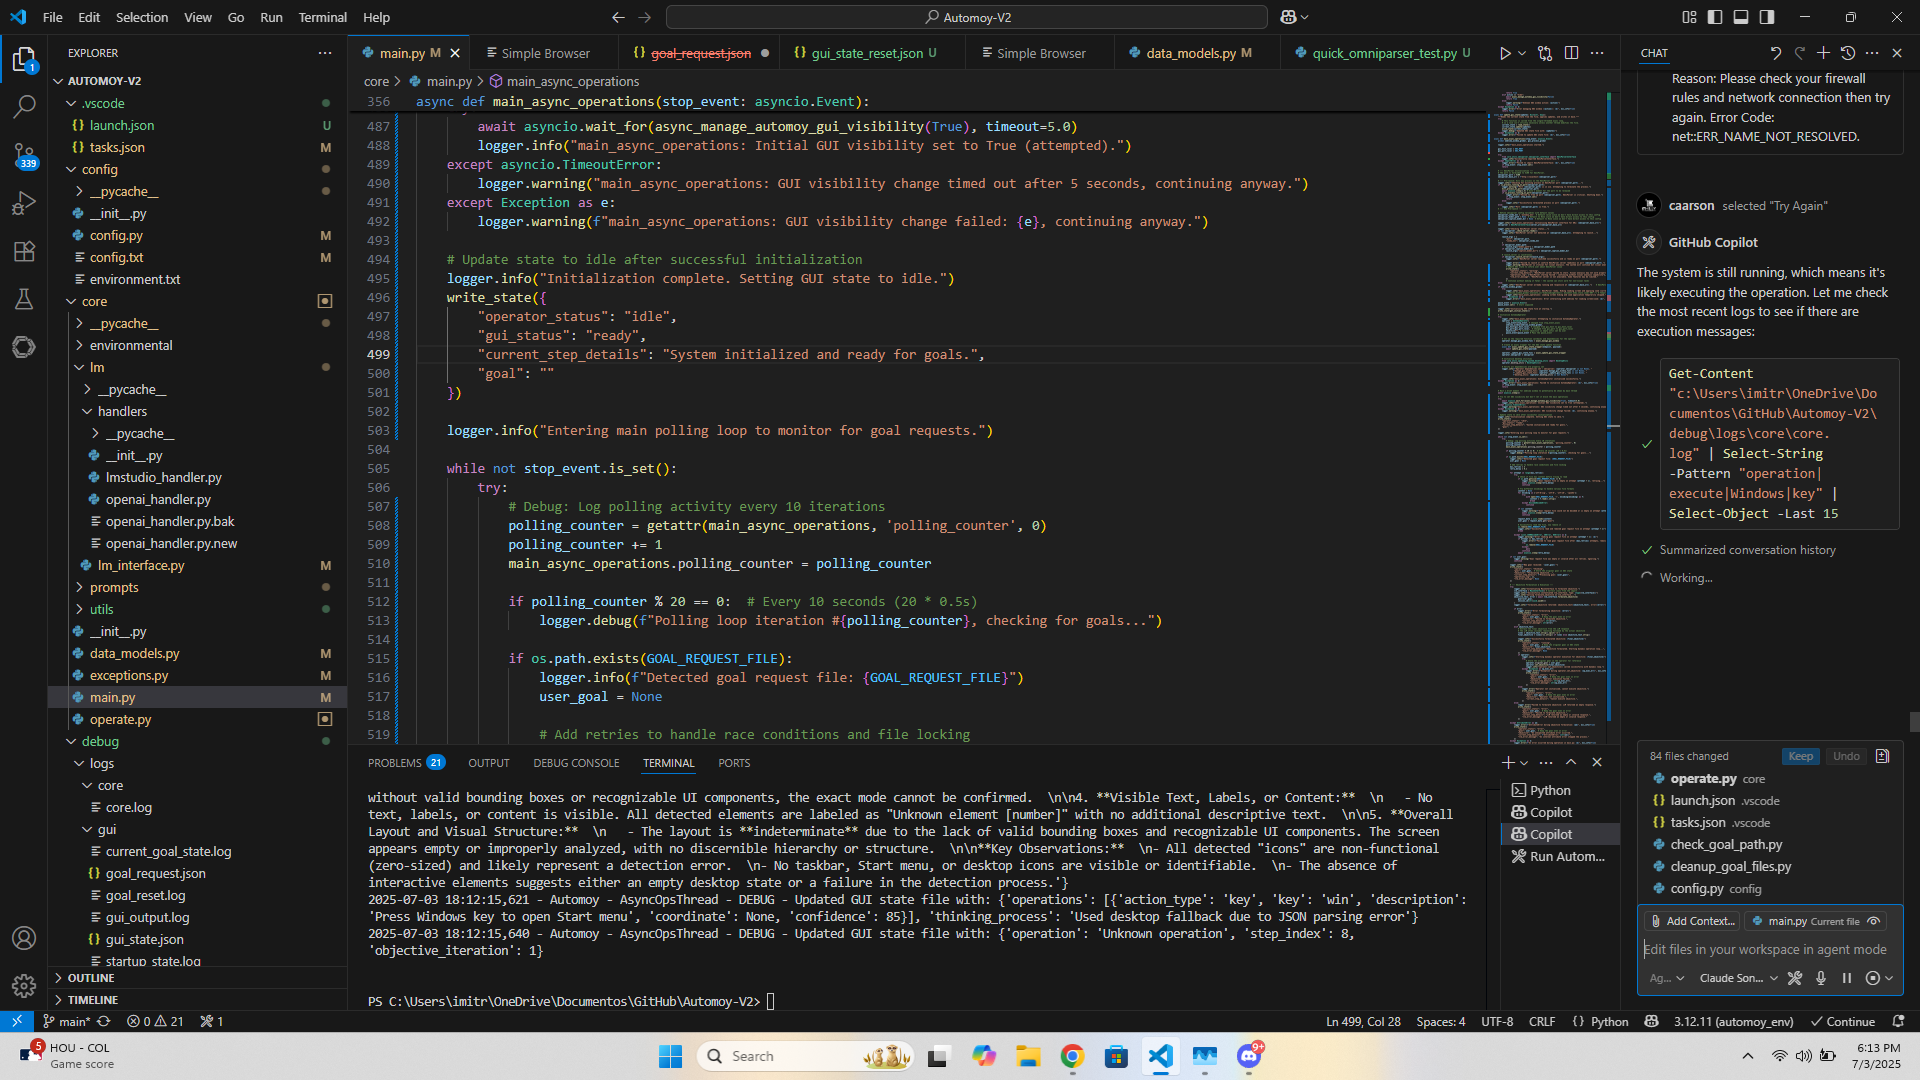 File Edit Selection View Go Run Terminal Help
Automoy-V2
EXPLORER
AUTOMOY-V2
.vscode
launch.json U
tasks.json M
config
__pycache__
__init__.py
config.py M
config.txt M
environment.txt
core
__pycache__
environmental
lm
__pycache__
handlers
__pycache__
__init__.py
lmstudio_handler.py
openai_handler.py
openai_handler.py.bak
openai_handler.py.new
lm_interface.py M
prompts
utils
__init__.py
data_models.py M
exceptions.py M
main.py M
operate.py
debug
logs
core
core.log
gui
current_goal_state.log
goal_request.json
goal_reset.log
gui_output.log
gui_state.json
startup_state.log
OUTLINE
TIMELINE
1
339
main.py M
Simple Browser
goal_request.json
gui_state_reset.json U
Simple Browser
data_models.py M
quick_omniparser_test.py U
core > main.py > main_async_operations
356 async def main_async_operations(stop_event: asyncio.Event):
487 await asyncio.wait_for(async_manage_automoy_gui_visibility(True), timeout=5.0)
488 logger.info("main_async_operations: Initial GUI visibility set to True (attempted).")
489 except asyncio.TimeoutError:
490 logger.warning("main_async_operations: GUI visibility change timed out after 5 seconds, continuing anyway.")
491 except Exception as e:
492 logger.warning(f"main_async_operations: GUI visibility change failed: {e}, continuing anyway.")
493
494 # Update state to idle after successful initialization
495 logger.info("Initialization complete. Setting GUI state to idle.")
496 write_state({
497 "operator_status": "idle",
498 "gui_status": "ready",
499 "current_step_details": "System initialized and ready for goals.",
500 "goal": ""
501 })
502
503 logger.info("Entering main polling loop to monitor for goal requests.")
504
505 while not stop_event.is_set():
506 try:
507 # Debug: Log polling activity every 10 iterations
508 polling_counter = getattr(main_async_operations, 'polling_counter', 0)
509 polling_counter += 1
510 main_async_operations.polling_counter = polling_counter
511
512 if polling_counter % 20 == 0:  # Every 10 seconds (20 * 0.5s)
513 logger.debug(f"Polling loop iteration #{polling_counter}, checking for goals...")
514
515 if os.path.exists(GOAL_REQUEST_FILE):
516 logger.info(f"Detected goal request file: {GOAL_REQUEST_FILE}")
517 user_goal = None
518
519 # Add retries to handle race conditions and file locking
PROBLEMS 21 OUTPUT DEBUG CONSOLE TERMINAL PORTS
without valid bounding boxes or recognizable UI components, the exact mode cannot be confirmed.  \n\n4. **Visible Text, Labels, or Content:**  \n   - No
text, labels, or content is visible. All detected elements are labeled as "Unknown element [number]" with no additional descriptive text.  \n\n5. **Overall
Layout and Visual Structure:**  \n   - The layout is **indeterminate** due to the lack of valid bounding boxes and recognizable UI components. The screen
appears empty or improperly analyzed, with no discernible hierarchy or structure.  \n\n**Key Observations:**  \n- All detected "icons" are non-functional
(zero-sized) and likely represent a detection error.  \n- No taskbar, Start menu, or desktop icons are visible or identifiable.  \n- The absence of
interactive elements suggests either an empty desktop state or a failure in the detection process.'}
2025-07-03 18:12:15,621 - Automoy - AsyncOpsThread - DEBUG - Updated GUI state file with: {'operations': [{'action_type': 'key', 'key': 'win', 'description':
'Press Windows key to open Start menu', 'coordinate': None, 'confidence': 85}], 'thinking_process': 'Used desktop fallback due to JSON parsing error'}
2025-07-03 18:12:15,640 - Automoy - AsyncOpsThread - DEBUG - Updated GUI state file with: {'operation': 'Unknown operation', 'step_index': 8,
'objective_iteration': 1}
PS C:\Users\imitr\OneDrive\Documentos\GitHub\Automoy-V2>
Python
Copilot
Copilot
Run Autom...
CHAT
Reason: Please check your firewall
rules and network connection then try
again. Error Code:
net::ERR_NAME_NOT_RESOLVED.
caarson selected "Try Again"
GitHub Copilot
The system is still running, which means it's
likely executing the operation. Let me check
the most recent logs to see if there are
execution messages:
Get-Content
"c:\Users\imitr\OneDrive\Do
cumentos\GitHub\Automoy-V2\
debug\logs\core\core.
log" | Select-String
-Pattern "operation|
execute|Windows|key" |
Select-Object -Last 15
Summarized conversation history
Working...
84 files changed Keep Undo
operate.py core
launch.json .vscode
tasks.json .vscode
check_goal_path.py
cleanup_goal_files.py
config.py config
Add Context... main.py Current file
Edit files in your workspace in agent mode
Ag... Claude Son...
main* 0 21 1
Ln 499, Col 28 Spaces: 4 UTF-8 CRLF {} Python 3.12.11 (automoy_env) Continue
5
HOU - COL
Game score
Search
9+
6:13 PM
7/3/2025